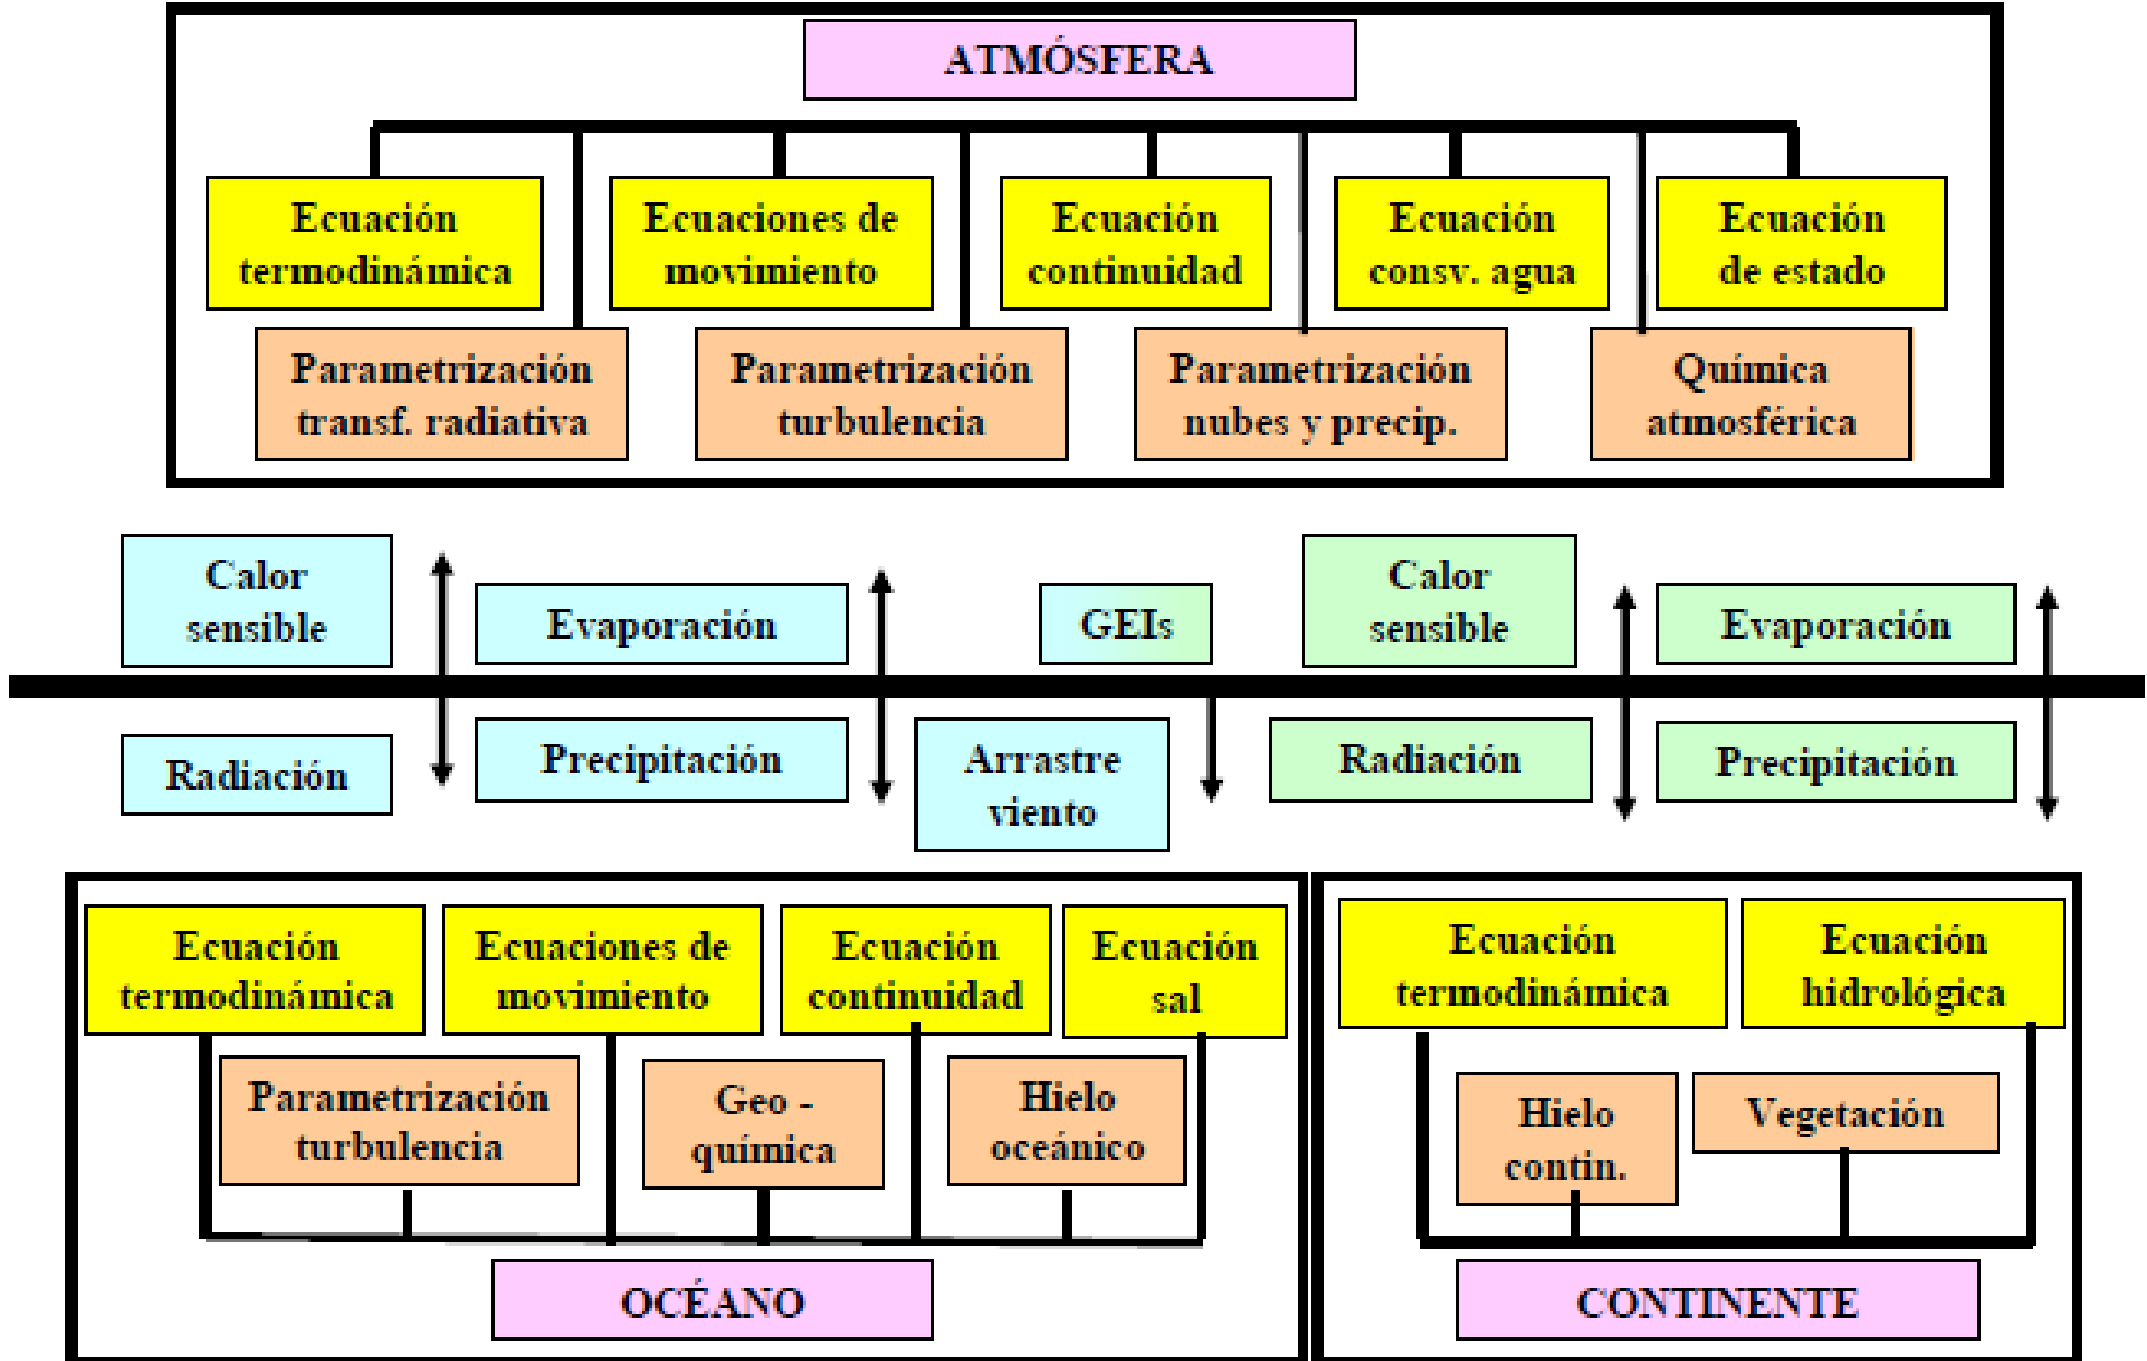 ATMÓSFERA
Ecuación
termodinámica
Ecuaciones de
movimiento
Ecuación
continuidad
Ecuación
consv. agua
Ecuación
de estado
Parametrización
transf. radiativa
Parametrización
turbulencia
Parametrización
nubes y precip.
Química
atmosférica
Calor
sensible
Evaporación
GEIs
Calor
sensible
Evaporación
Radiación
Precipitación
Arrastre
viento
Radiación
Precipitación
Ecuación
termodinámica
Ecuaciones de
movimiento
Ecuación
continuidad
Ecuación
sal
Parametrización
turbulencia
Geo -
química
Hielo
oceánico
OCÉANO
Ecuación
termodinámica
Ecuación
hidrológica
Hielo
contin.
Vegetación
CONTINENTE